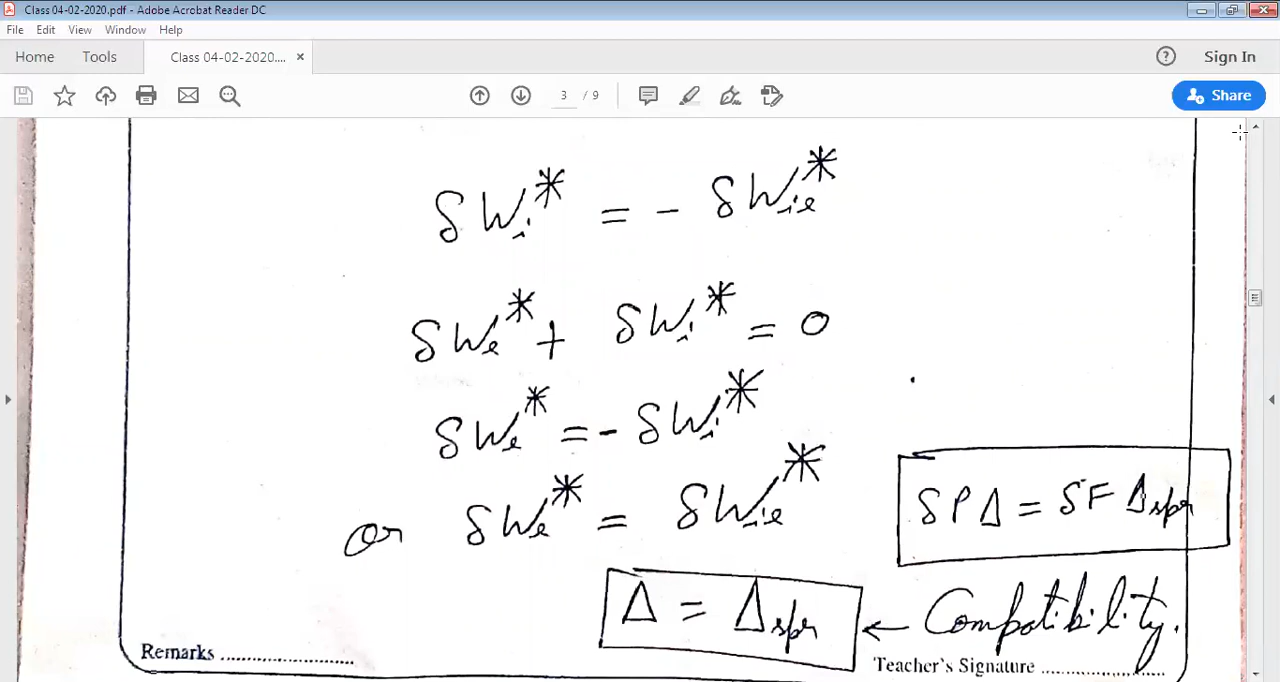 Class 04-02-2020.pdf - Adobe Acrobat Reader DC
File Edit View Window Help
Home Tools Class 04-02-2020.... ×
? Sign In
3 / 9
Share
δWi* = - δWie*
δWe* + δWi* = 0
δWe* = - δWi*
or δWe* = δWie*
δPΔ = δF Δspr
Δ = Δspr ← Compatibility.
Remarks ..............................
Teacher's Signature ..............................